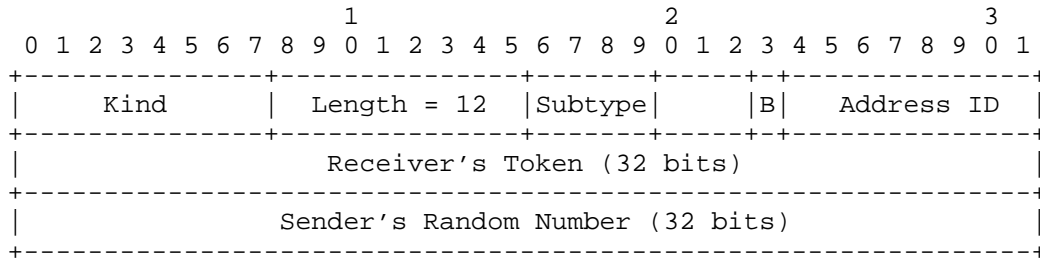 1                   2                   3
 0 1 2 3 4 5 6 7 8 9 0 1 2 3 4 5 6 7 8 9 0 1 2 3 4 5 6 7 8 9 0 1
+---------------+---------------+-------+-----+-+---------------+
|     Kind      |  Length = 12  |Subtype|     |B|   Address ID  |
+---------------+---------------+-------+-----+-+---------------+
|                   Receiver's Token (32 bits)                  |
+---------------------------------------------------------------+
|                Sender's Random Number (32 bits)               |
+---------------------------------------------------------------+